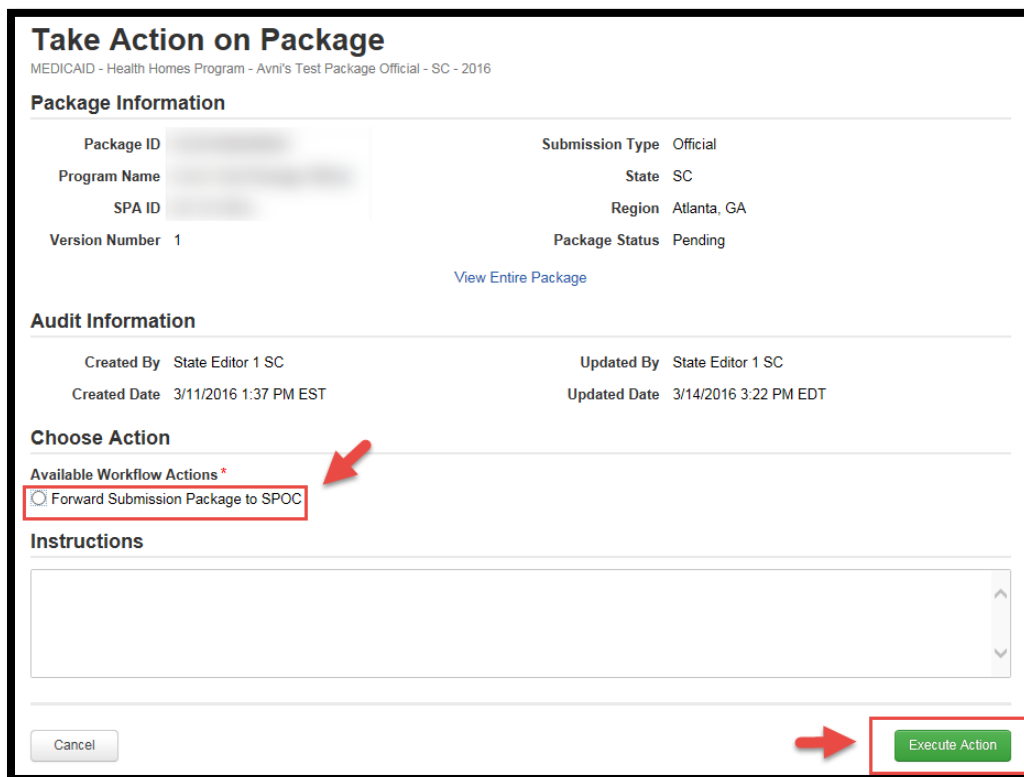 Take Action on Package
MEDICAID - Health Homes Program - Avni's Test Package Official - SC - 2016
Package Information
Package ID
Submission Type Official
Program Name
State SC
SPA ID
Region Atlanta, GA
Version Number 1
Package Status Pending
View Entire Package
Audit Information
Created By State Editor 1 SC
Updated By State Editor 1 SC
Created Date 3/11/2016 1:37 PM EST
Updated Date 3/14/2016 3:22 PM EDT
Choose Action
Available Workflow Actions *
Forward Submission Package to SPOC
Instructions
Cancel
Execute Action